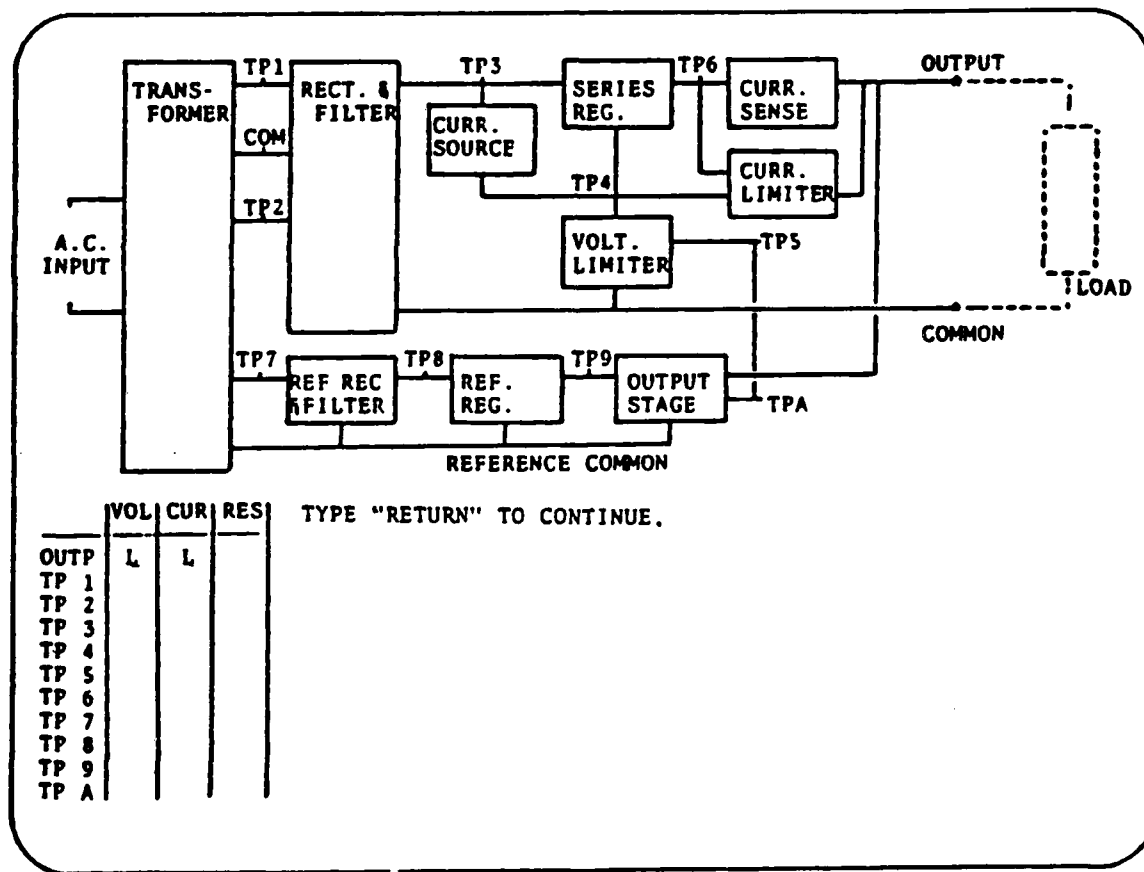 TRANS-
FORMER
TP1
COM
TP2
RECT. &
FILTER
TP3
CURR.
SOURCE
SERIES
REG.
TP6
CURR.
SENSE
OUTPUT
TP4
CURR.
LIMITER
A.C.
INPUT
VOLT.
LIMITER
TP5
LOAD
COMMON
TP7
REF REC
&FILTER
TP8
REF.
REG.
TP9
OUTPUT
STAGE
TPA
REFERENCE COMMON
VOL CUR RES
TYPE "RETURN" TO CONTINUE.
OUTP L L
TP 1
TP 2
TP 3
TP 4
TP 5
TP 6
TP 7
TP 8
TP 9
TP A